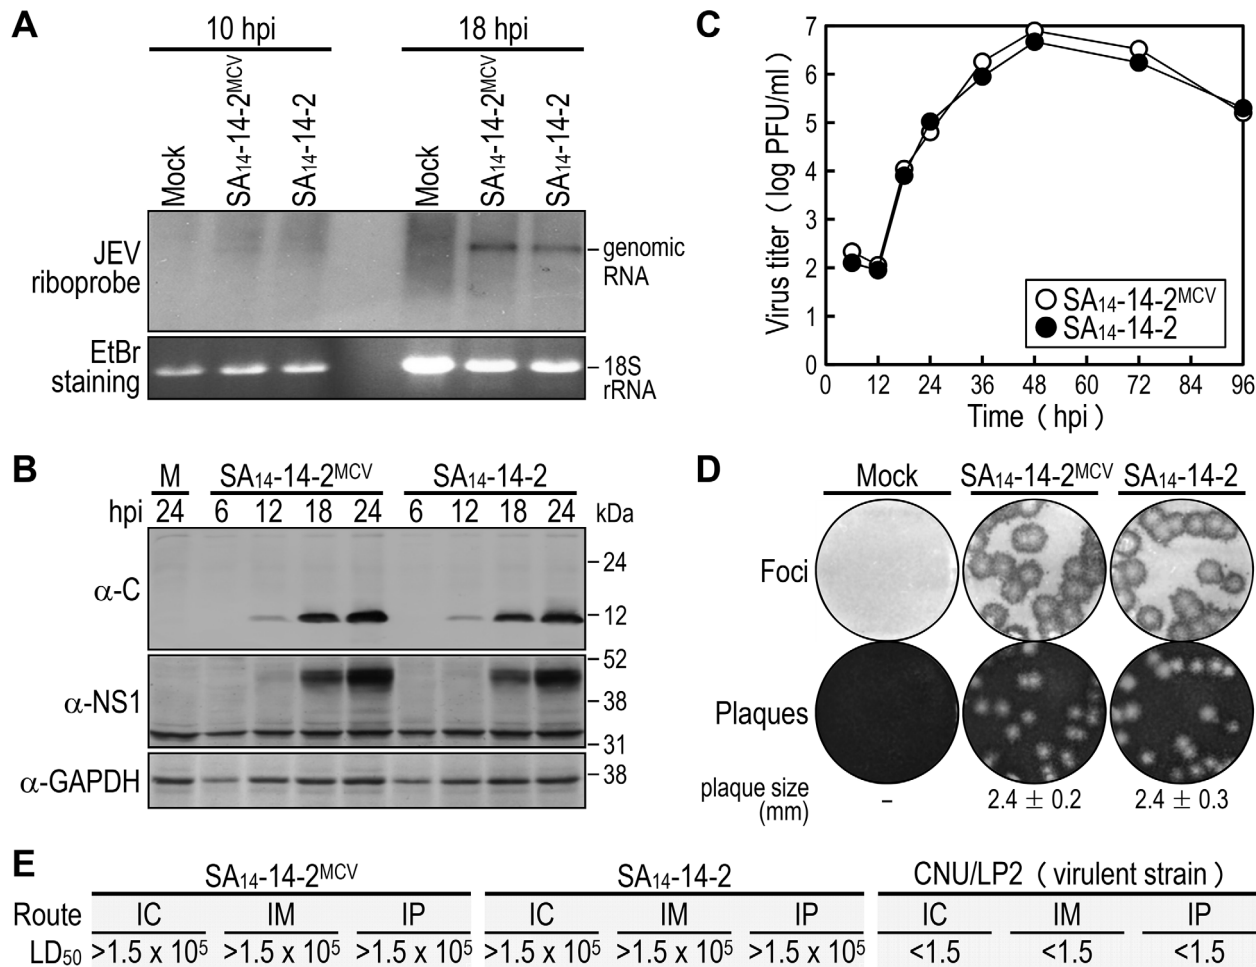 A
10 hpi 18 hpi
Mock SA14-14-2MCV SA14-14-2 Mock SA14-14-2MCV SA14-14-2
JEV riboprobe
genomic RNA
EtBr staining
18S rRNA
B
M SA14-14-2MCV SA14-14-2
hpi 24 6 12 18 24 6 12 18 24 kDa
α-C
24
12
α-NS1
52
38
31
α-GAPDH
38
C
Virus titer (log PFU/ml)
7
6
5
4
3
2
1
0
SA14-14-2MCV
SA14-14-2
0 12 24 36 48 60 72 84 96
Time (hpi)
D
Mock SA14-14-2MCV SA14-14-2
Foci
Plaques
plaque size (mm) – 2.4 ± 0.2 2.4 ± 0.3
E
SA14-14-2MCV SA14-14-2 CNU/LP2 (virulent strain)
Route IC IM IP IC IM IP IC IM IP
LD50 >1.5 x 10⁵ >1.5 x 10⁵ >1.5 x 10⁵ >1.5 x 10⁵ >1.5 x 10⁵ >1.5 x 10⁵ <1.5 <1.5 <1.5